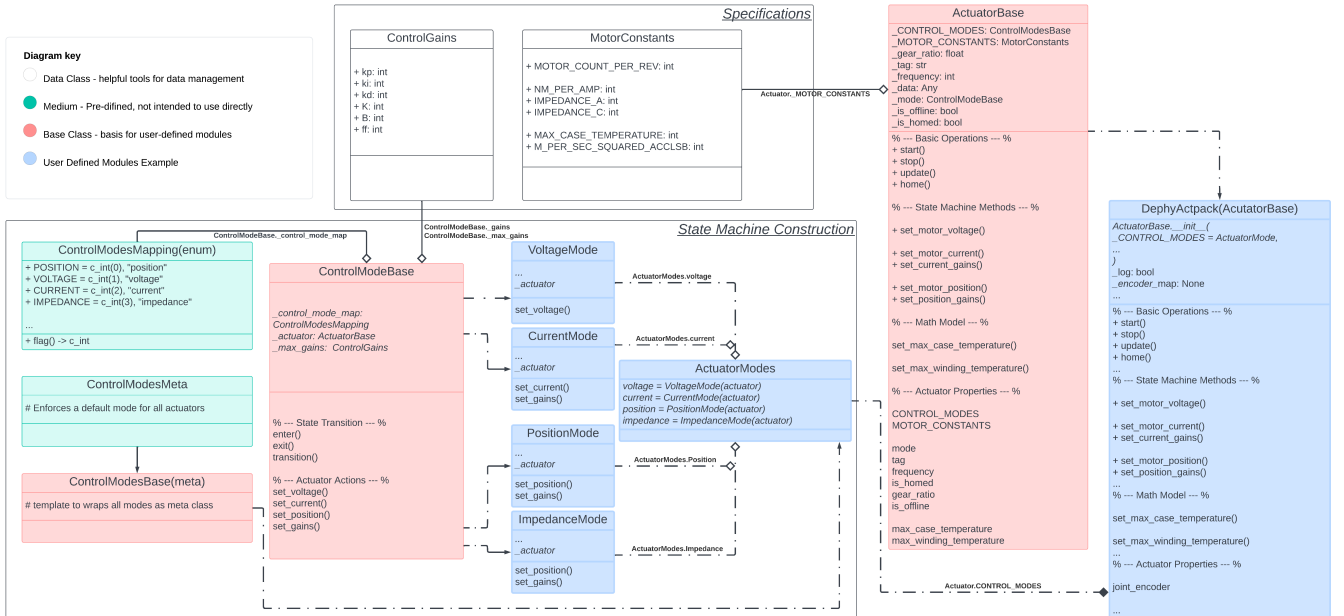 Diagram key
Data Class - helpful tools for data management
Medium - Pre-difined, not intended to use directly
Base Class - basis for user-defined modules
User Defined Modules Example
Specifications
ControlGains
+ kp: int
+ ki: int
+ kd: int
+ K: int
+ B: int
+ ff: int
MotorConstants
+ MOTOR_COUNT_PER_REV: int
+ NM_PER_AMP: int
+ IMPEDANCE_A: int
+ IMPEDANCE_C: int
+ MAX_CASE_TEMPERATURE: int
+ M_PER_SEC_SQUARED_ACCLSB: int
Actuator._MOTOR_CONSTANTS
ActuatorBase
_CONTROL_MODES: ControlModesBase
_MOTOR_CONSTANTS: MotorConstants
_gear_ratio: float
_tag: str
_frequency: int
_data: Any
_mode: ControlModeBase
_is_offline: bool
_is_homed: bool
% --- Basic Operations --- %
+ start()
+ stop()
+ update()
+ home()
% --- State Machine Methods --- %
+ set_motor_voltage()
+ set_motor_current()
+ set_current_gains()
+ set_motor_position()
+ set_position_gains()
% --- Math Model --- %
set_max_case_temperature()
set_max_winding_temperature()
% --- Actuator Properties --- %
CONTROL_MODES
MOTOR_CONSTANTS
mode
tag
frequency
is_homed
gear_ratio
is_offline
max_case_temperature
max_winding_temperature
DephyActpack(AcutatorBase)
ActuatorBase.__init__(
_CONTROL_MODES = ActuatorMode,
...
)
_log: bool
_encoder_map: None
...
% --- Basic Operations --- %
+ start()
+ stop()
+ update()
+ home()
...
% --- State Machine Methods --- %
+ set_motor_voltage()
+ set_motor_current()
+ set_current_gains()
+ set_motor_position()
+ set_position_gains()
...
% --- Math Model --- %
set_max_case_temperature()
set_max_winding_temperature()
...
% --- Actuator Properties --- %
joint_encoder
...
State Machine Construction
ControlModeBase._control_mode_map
ControlModeBase._gains
ControlModeBase._max_gains
ControlModesMapping(enum)
+ POSITION = c_int(0), "position"
+ VOLTAGE = c_int(1), "voltage"
+ CURRENT = c_int(2), "current"
+ IMPEDANCE = c_int(3), "impedance"
...
+ flag() -> c_int
ControlModesMeta
# Enforces a default mode for all actuators
ControlModesBase(meta)
# template to wraps all modes as meta class
ControlModeBase
_control_mode_map:
ControlModesMapping
_actuator: ActuatorBase
_max_gains: ControlGains
% --- State Transition --- %
enter()
exit()
transition()
% --- Actuator Actions --- %
set_voltage()
set_current()
set_position()
set_gains()
VoltageMode
...
_actuator
set_voltage()
CurrentMode
...
_actuator
set_current()
set_gains()
PositionMode
...
_actuator
set_position()
set_gains()
ImpedanceMode
...
_actuator
set_position()
set_gains()
ActuatorModes.voltage
ActuatorModes.current
ActuatorModes
voltage = VoltageMode(actuator)
current = CurrentMode(actuator)
position = PositionMode(actuator)
impedance = ImpedanceMode(actuator)
ActuatorModes.Position
ActuatorModes.Impedance
Actuator.CONTROL_MODES